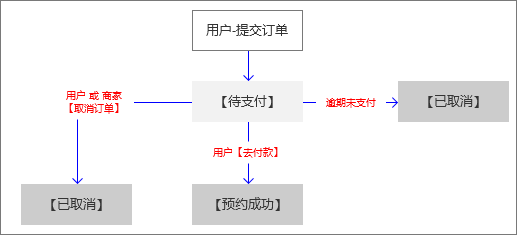 用户-提交订单
用户 或 商家
【取消订单】
【待支付】
逾期未支付
【已取消】
用户【去付款】
【已取消】
【预约成功】